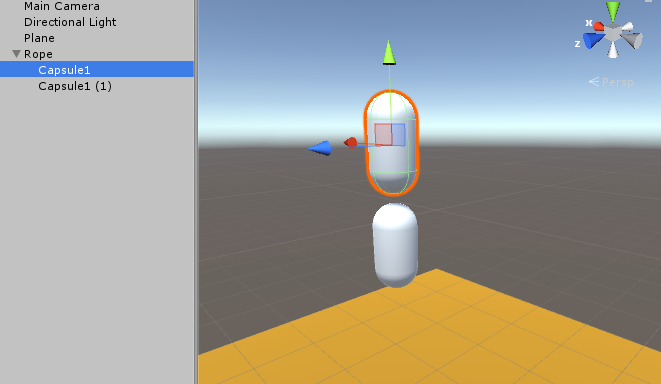 Main Camera
Directional Light
Plane
Rope
Capsule1
Capsule1 (1)
x
z
Persp